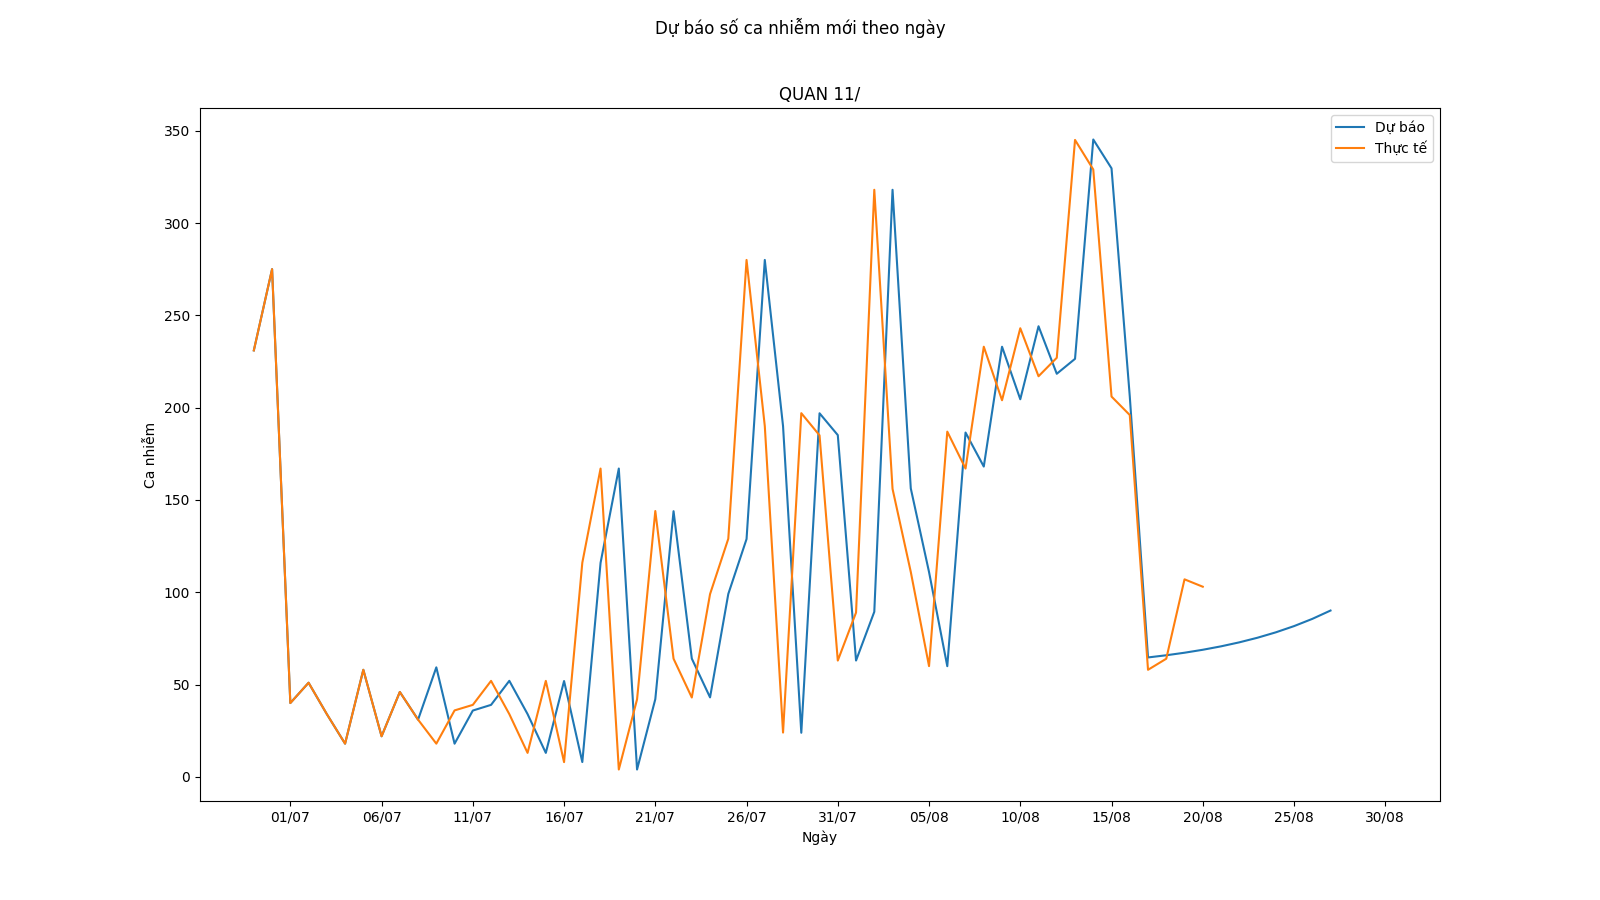 Dự báo số ca nhiễm mới theo ngày
QUAN 11/
Dự báo
Thực tế
350
300
250
200
150
100
50
0
Ca nhiễm
01/07 06/07 11/07 16/07 21/07 26/07 31/07 05/08 10/08 15/08 20/08 25/08 30/08
Ngày